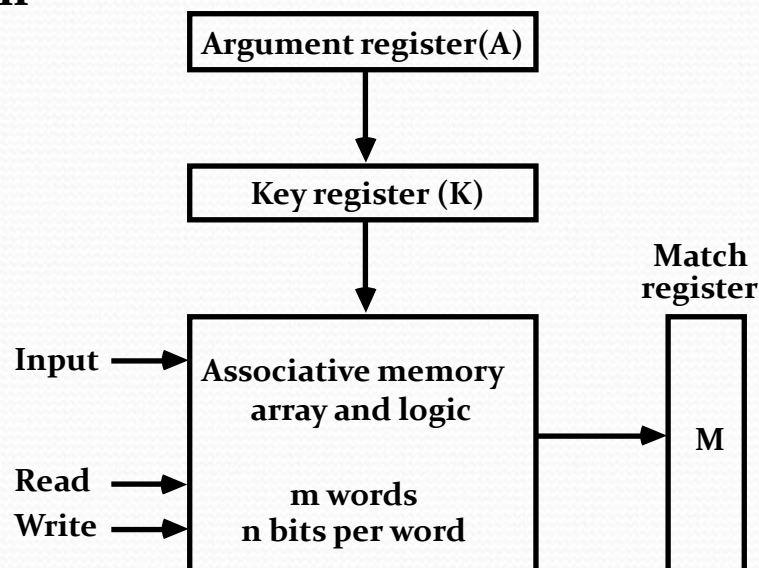 Argument register(A)
Key register (K)
Match
register
Input
Associative memory
array and logic
M
Read
m words
Write
n bits per word